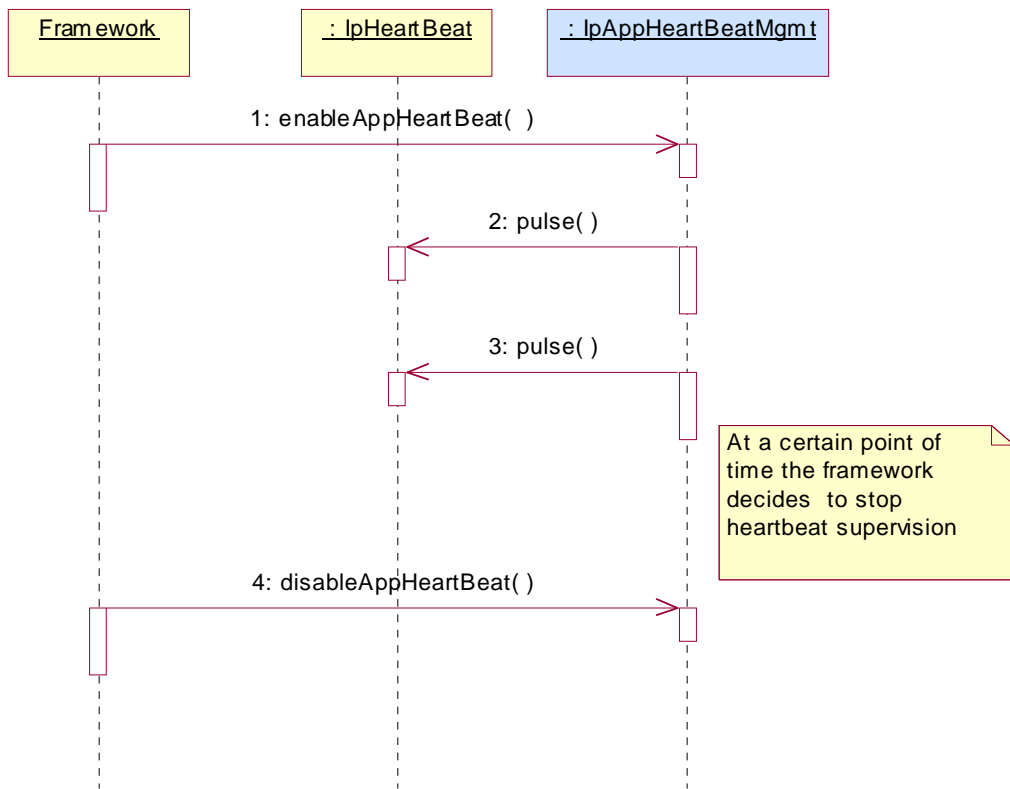 Framework
: IpHeartBeat
: IpAppHeartBeatMgmt
1: enableAppHeartBeat( )
2: pulse( )
3: pulse( )
At a certain point of
time the framework
decides to stop
heartbeat supervision
4: disableAppHeartBeat( )